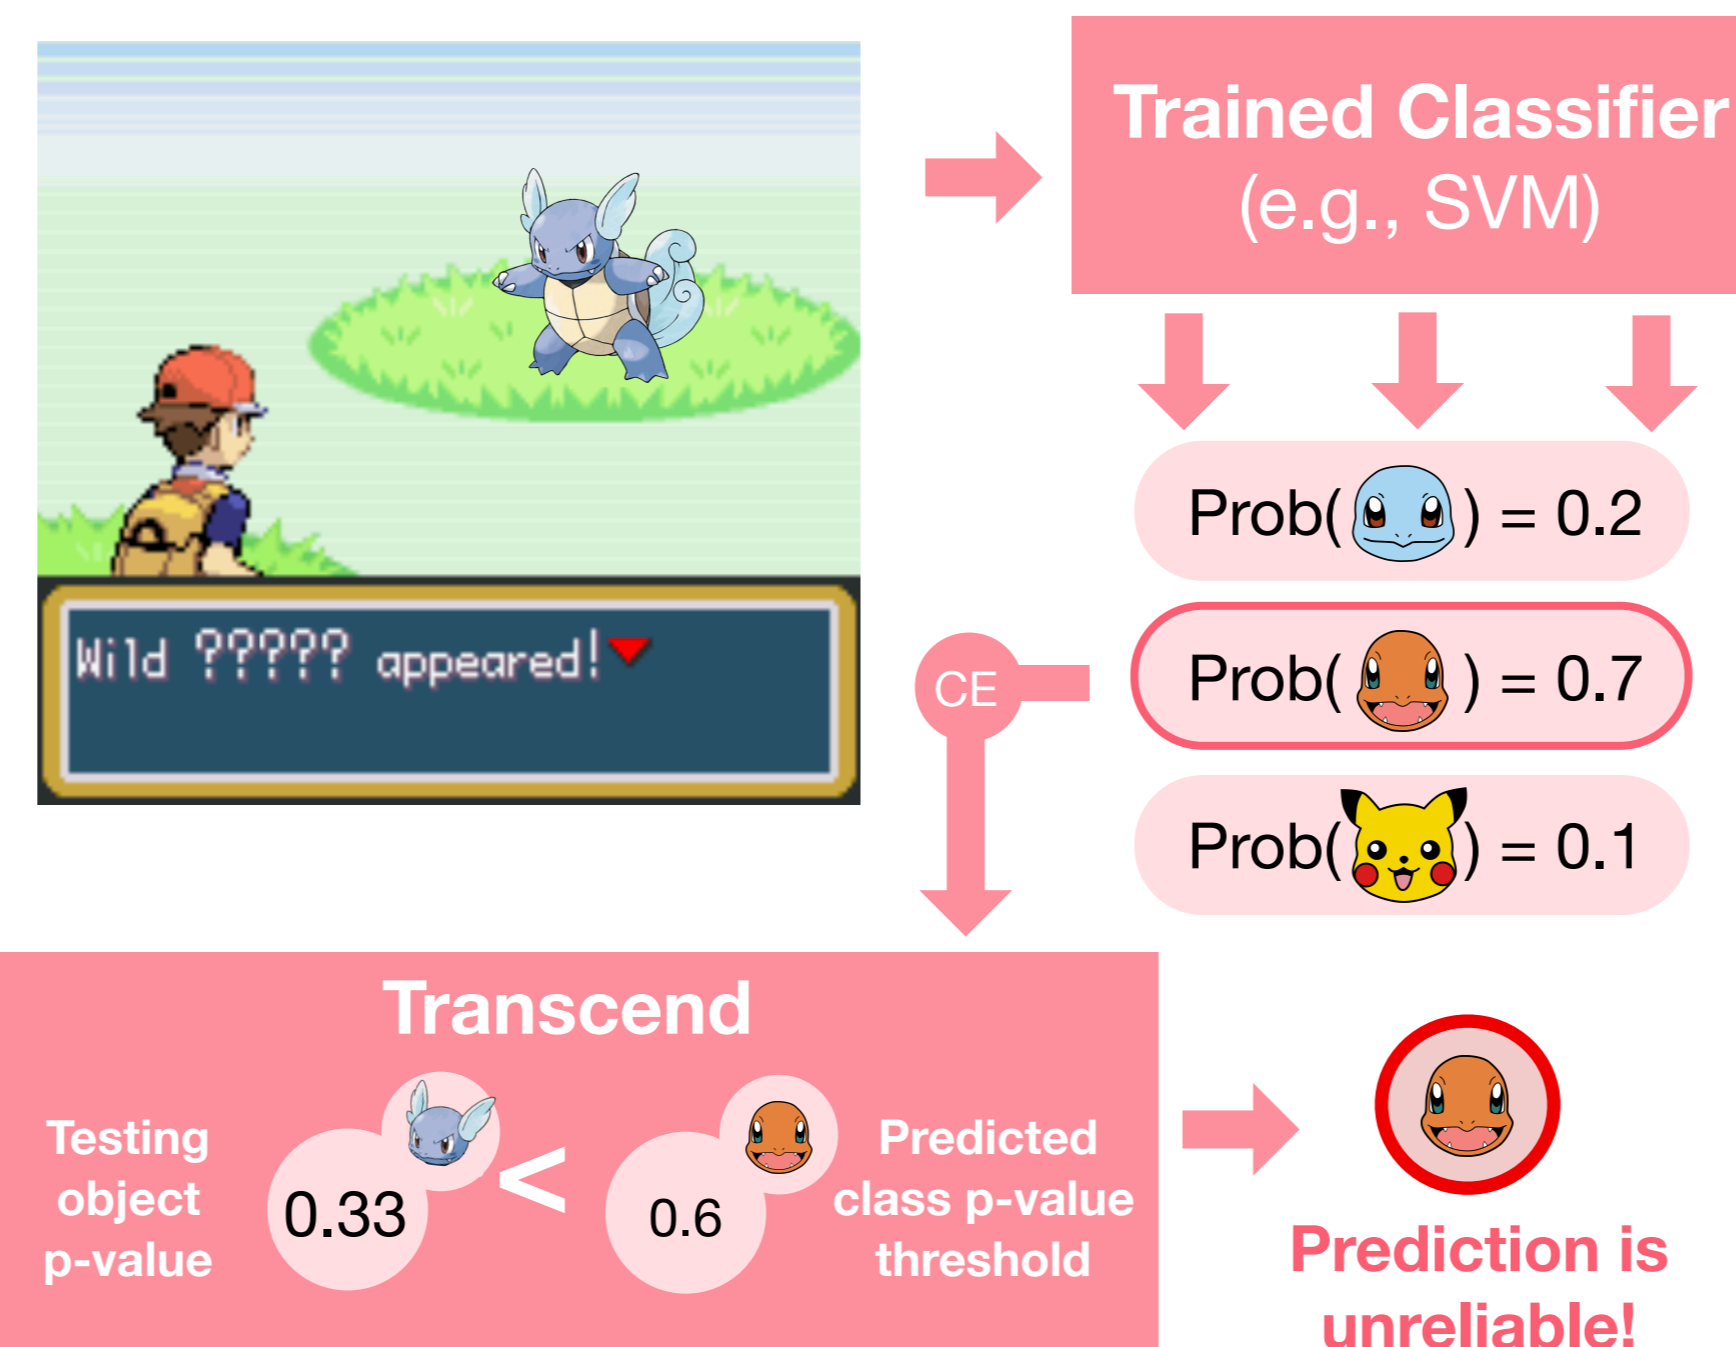 Trained Classifier
(e.g., SVM)
Wild ????? appeared!
Prob( ) = 0.2
Prob( ) = 0.7
Prob( ) = 0.1
CE
Transcend
Testing
object
p-value
0.33
<
0.6
Predicted
class p-value
threshold
Prediction is
unreliable!